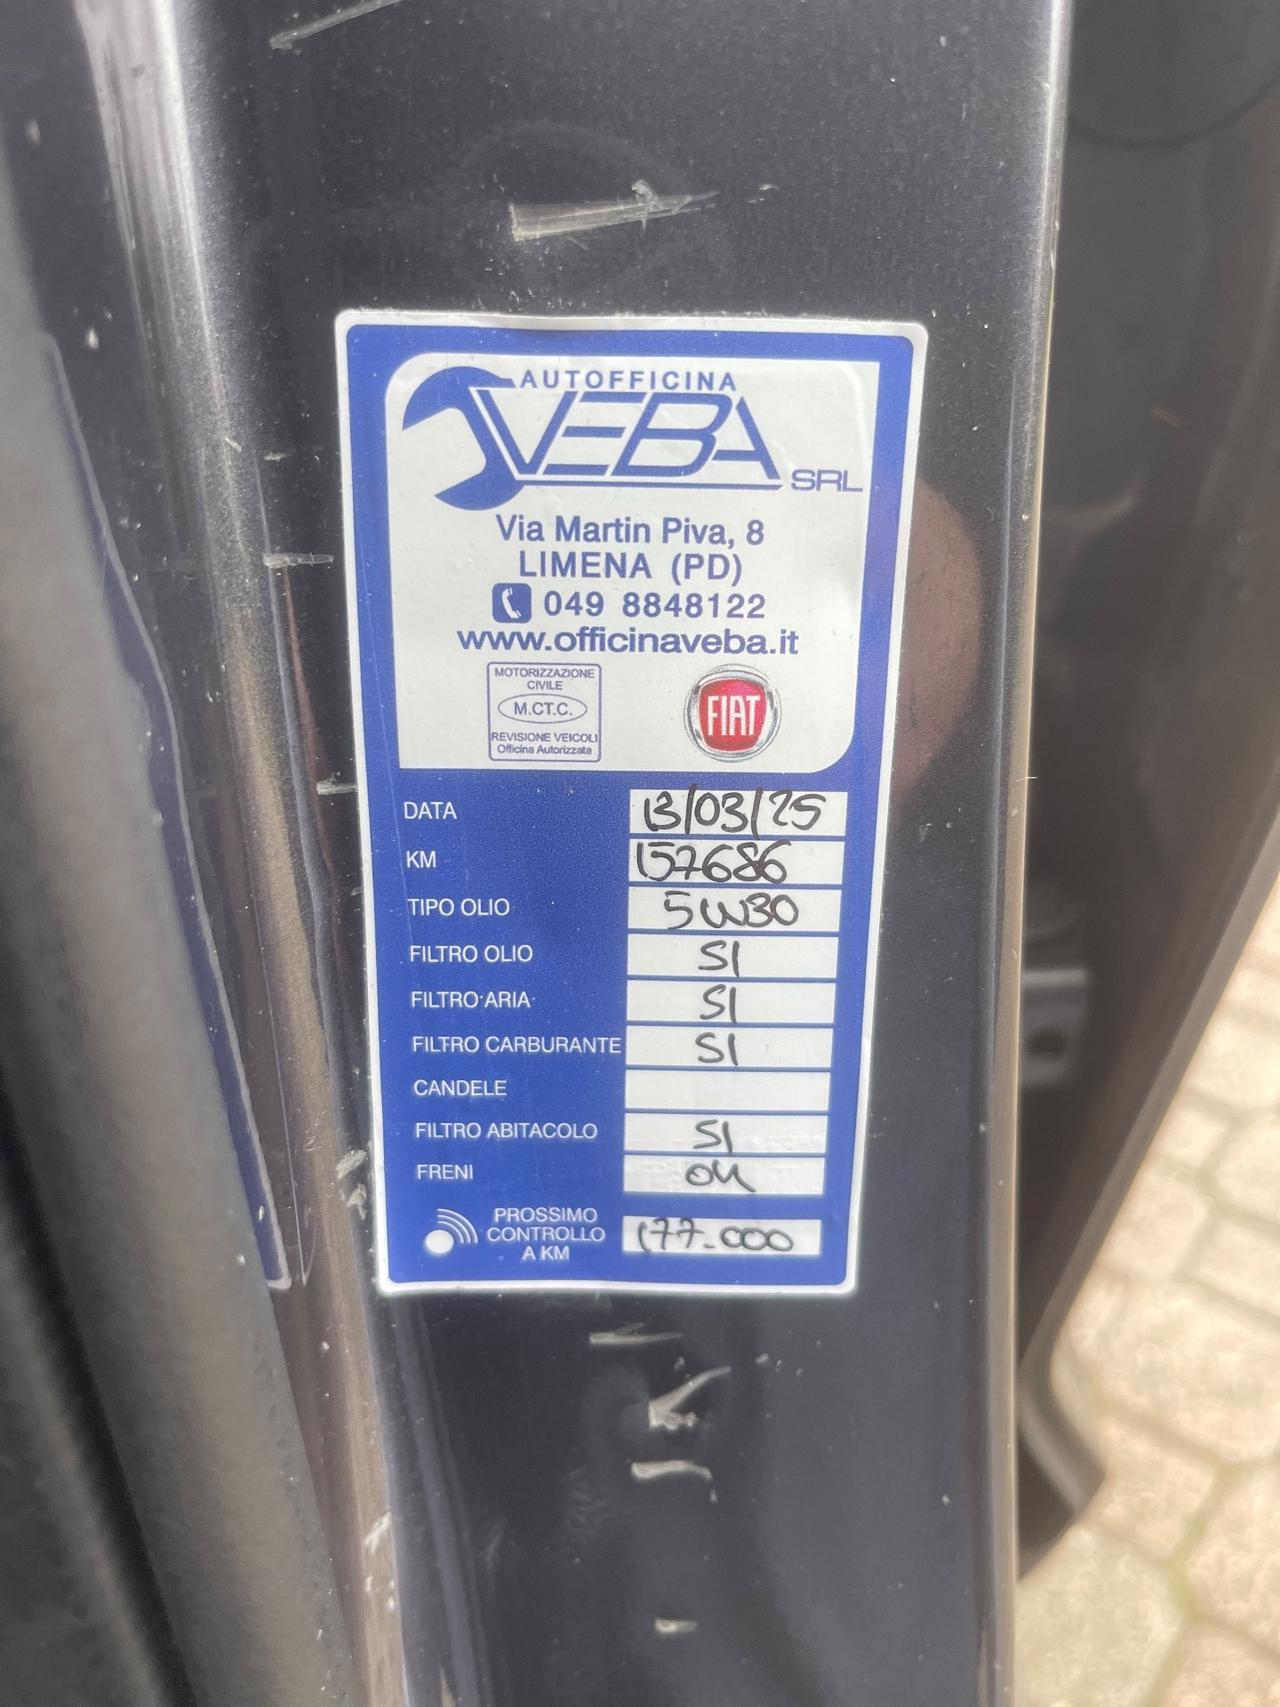 AUTOFFICINA
VEBA SRL
Via Martin Piva, 8
LIMENA (PD)
049 8848122
www.officinaveba.it
MOTORIZZAZIONE
CIVILE
M.CT.C.
REVISIONE VEICOLI
Officina Autorizzata
FIAT
DATA 13/03/25
KM 157686
TIPO OLIO 5W30
FILTRO OLIO SI
FILTRO ARIA SI
FILTRO CARBURANTE SI
CANDELE
FILTRO ABITACOLO SI
FRENI OK
PROSSIMO
CONTROLLO
A KM 177.000